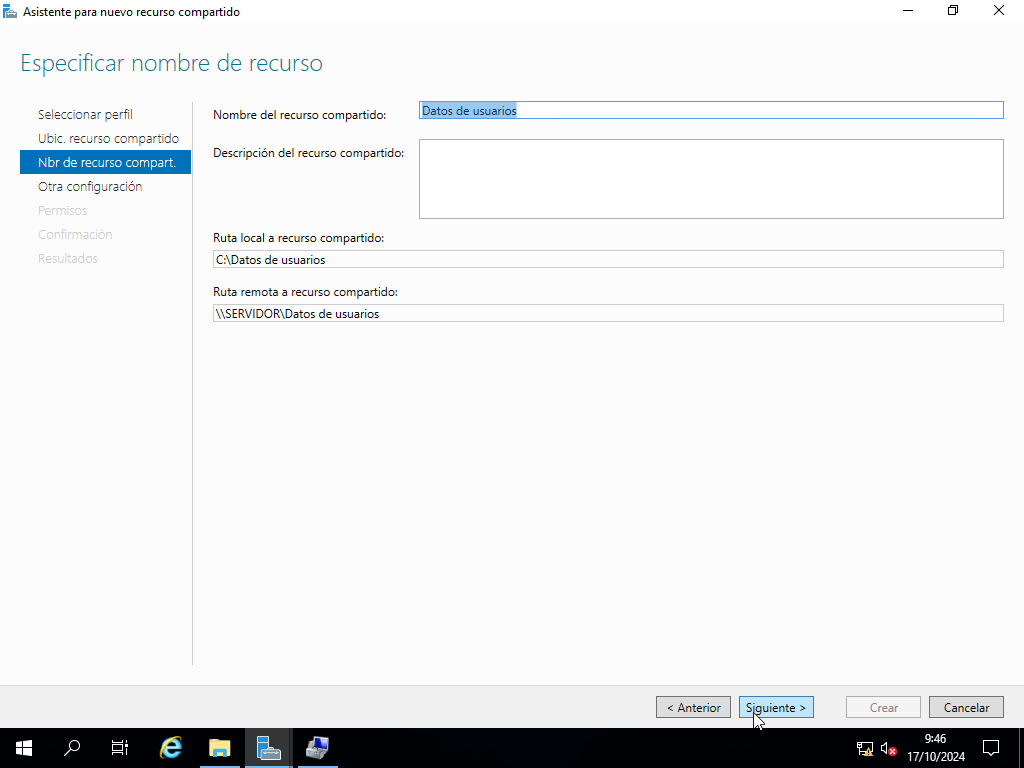 Asistente para nuevo recurso compartido
Especificar nombre de recurso
Seleccionar perfil
Ubic. recurso compartido
Nbr de recurso compart.
Otra configuración
Permisos
Confirmación
Resultados
Nombre del recurso compartido:
Datos de usuarios
Descripción del recurso compartido:
Ruta local a recurso compartido:
C:\Datos de usuarios
Ruta remota a recurso compartido:
\\SERVIDOR\Datos de usuarios
< Anterior
Siguiente >
Crear
Cancelar
9:46
17/10/2024